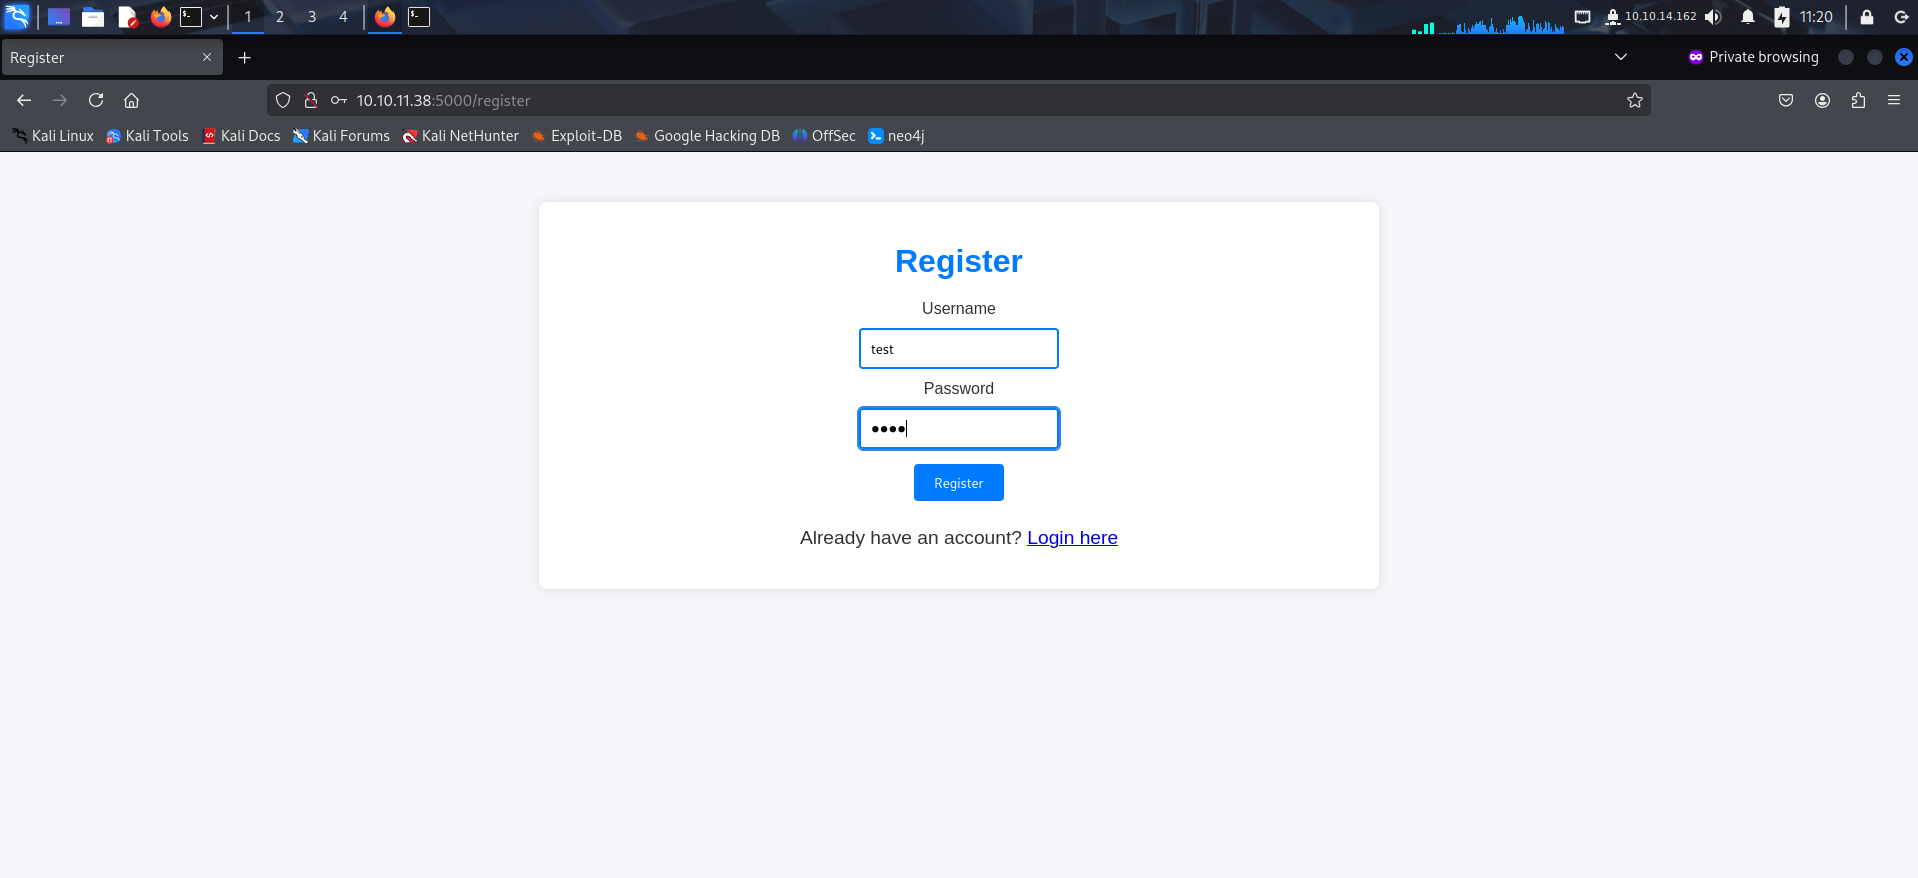 1 2 3 4 10.10.14.162 11:20
Register Private browsing
10.10.11.38:5000/register
Kali Linux Kali Tools Kali Docs Kali Forums Kali NetHunter Exploit-DB Google Hacking DB OffSec neo4j
Register
Username
test
Password
••••
Register
Already have an account? Login here